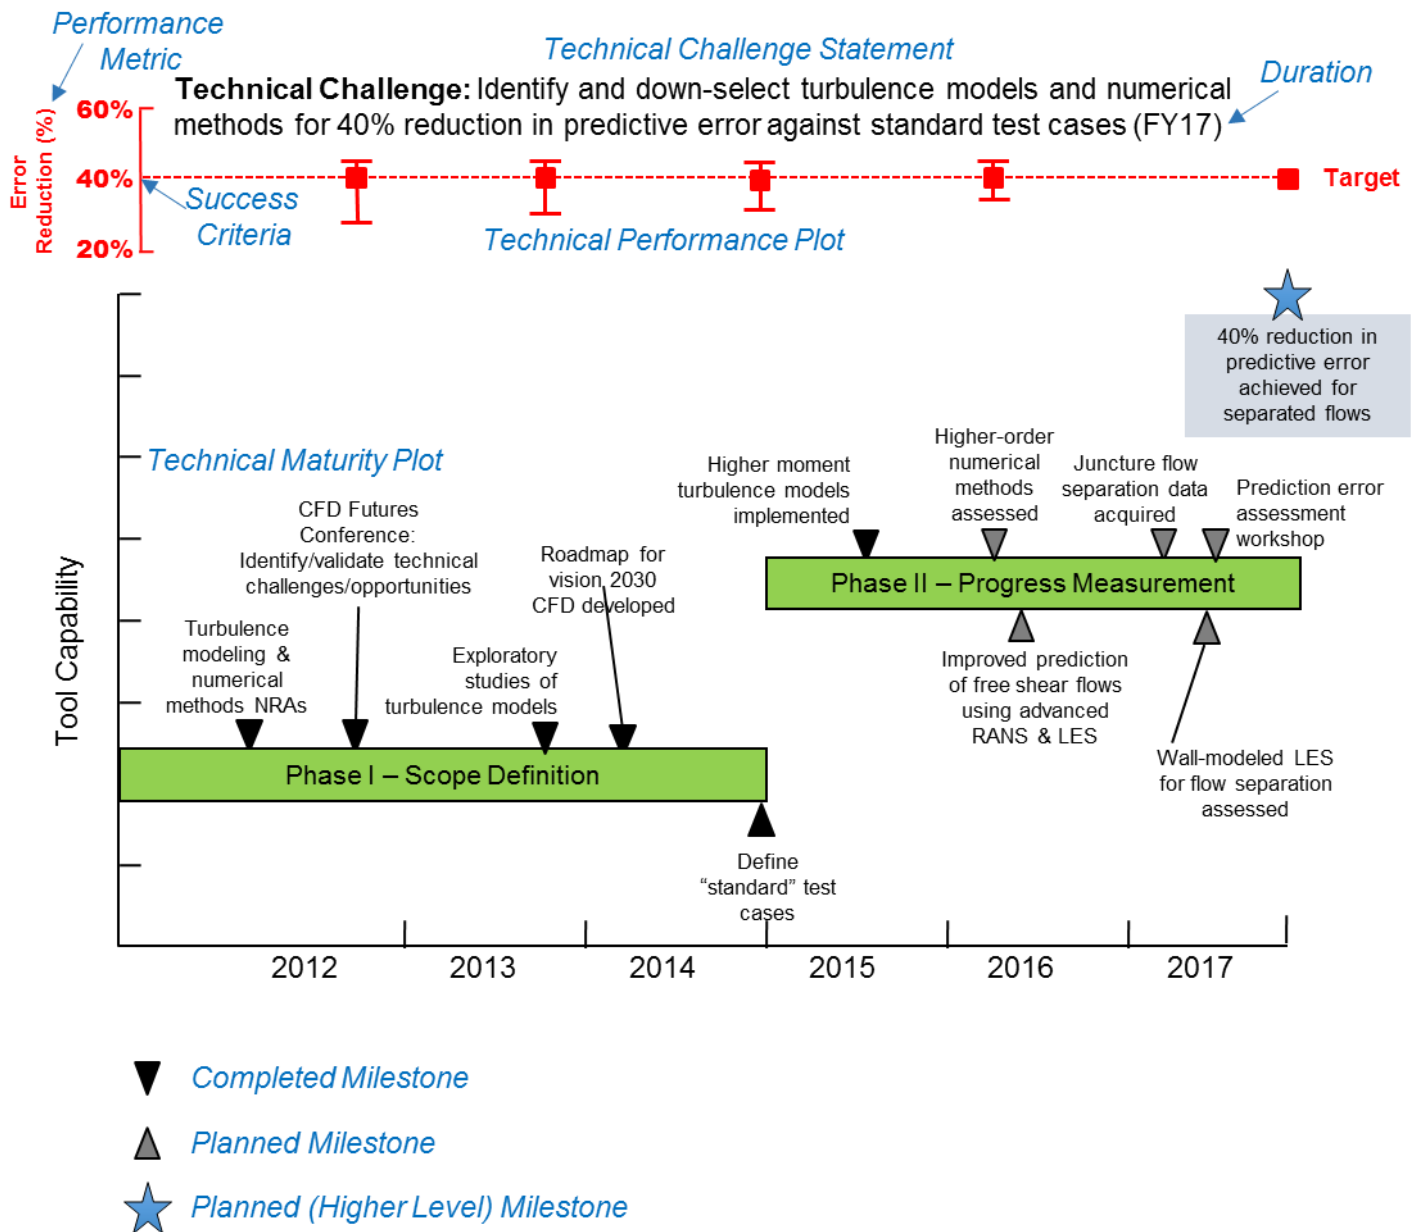 Performance
Metric
Technical Challenge Statement
Duration
Technical Challenge: Identify and down-select turbulence models and numerical
methods for 40% reduction in predictive error against standard test cases (FY17)
Error
Reduction (%)
60%
40%
20%
Target
Success
Criteria
Technical Performance Plot
40% reduction in
predictive error
achieved for
separated flows
Technical Maturity Plot
Tool Capability
Turbulence
modeling &
numerical
methods NRAs
CFD Futures
Conference:
Identify/validate technical
challenges/opportunities
Exploratory
studies of
turbulence models
Roadmap for
vision 2030
CFD developed
Higher moment
turbulence models
implemented
Higher-order
numerical
methods
assessed
Juncture flow
separation data
acquired
Prediction error
assessment
workshop
Phase II – Progress Measurement
Improved prediction
of free shear flows
using advanced
RANS & LES
Wall-modeled LES
for flow separation
assessed
Phase I – Scope Definition
Define
“standard” test
cases
2012
2013
2014
2015
2016
2017
Completed Milestone
Planned Milestone
Planned (Higher Level) Milestone